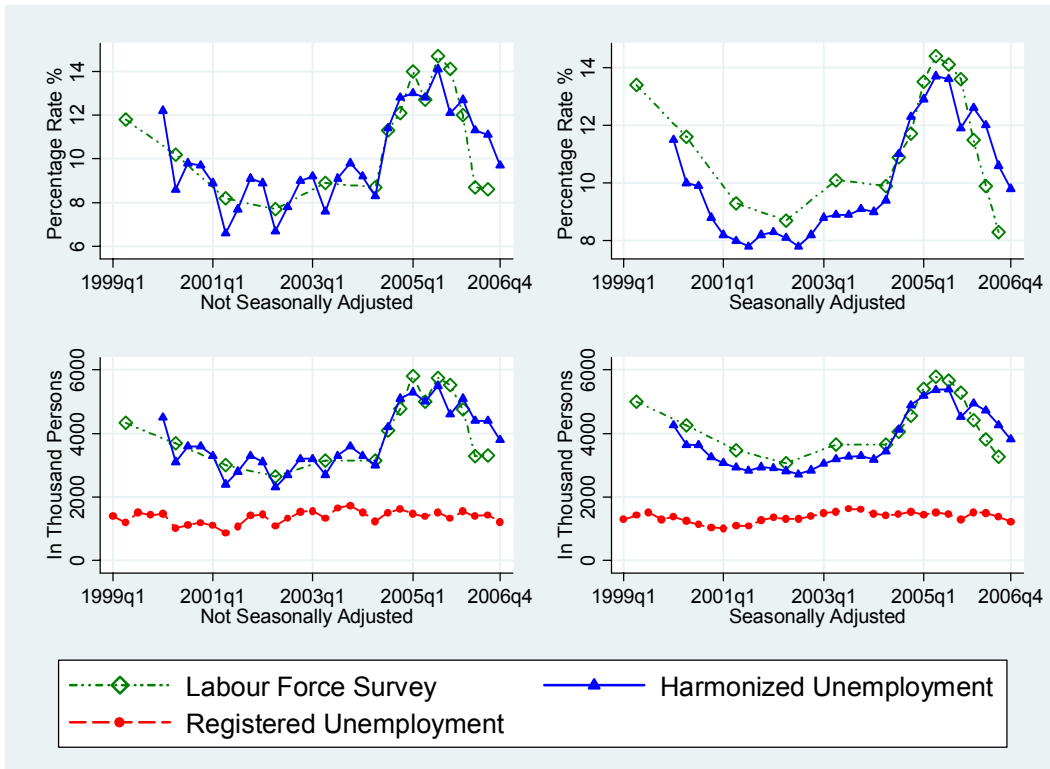 Percentage Rate %
14
12
10
8
6
1999q1 2001q1 2003q1 2005q1 2006q4
Not Seasonally Adjusted
Percentage Rate %
14
12
10
8
1999q1 2001q1 2003q1 2005q1 2006q4
Seasonally Adjusted
In Thousand Persons
6000
4000
2000
0
1999q1 2001q1 2003q1 2005q1 2006q4
Not Seasonally Adjusted
In Thousand Persons
6000
4000
2000
0
1999q1 2001q1 2003q1 2005q1 2006q4
Seasonally Adjusted
Labour Force Survey
Harmonized Unemployment
Registered Unemployment